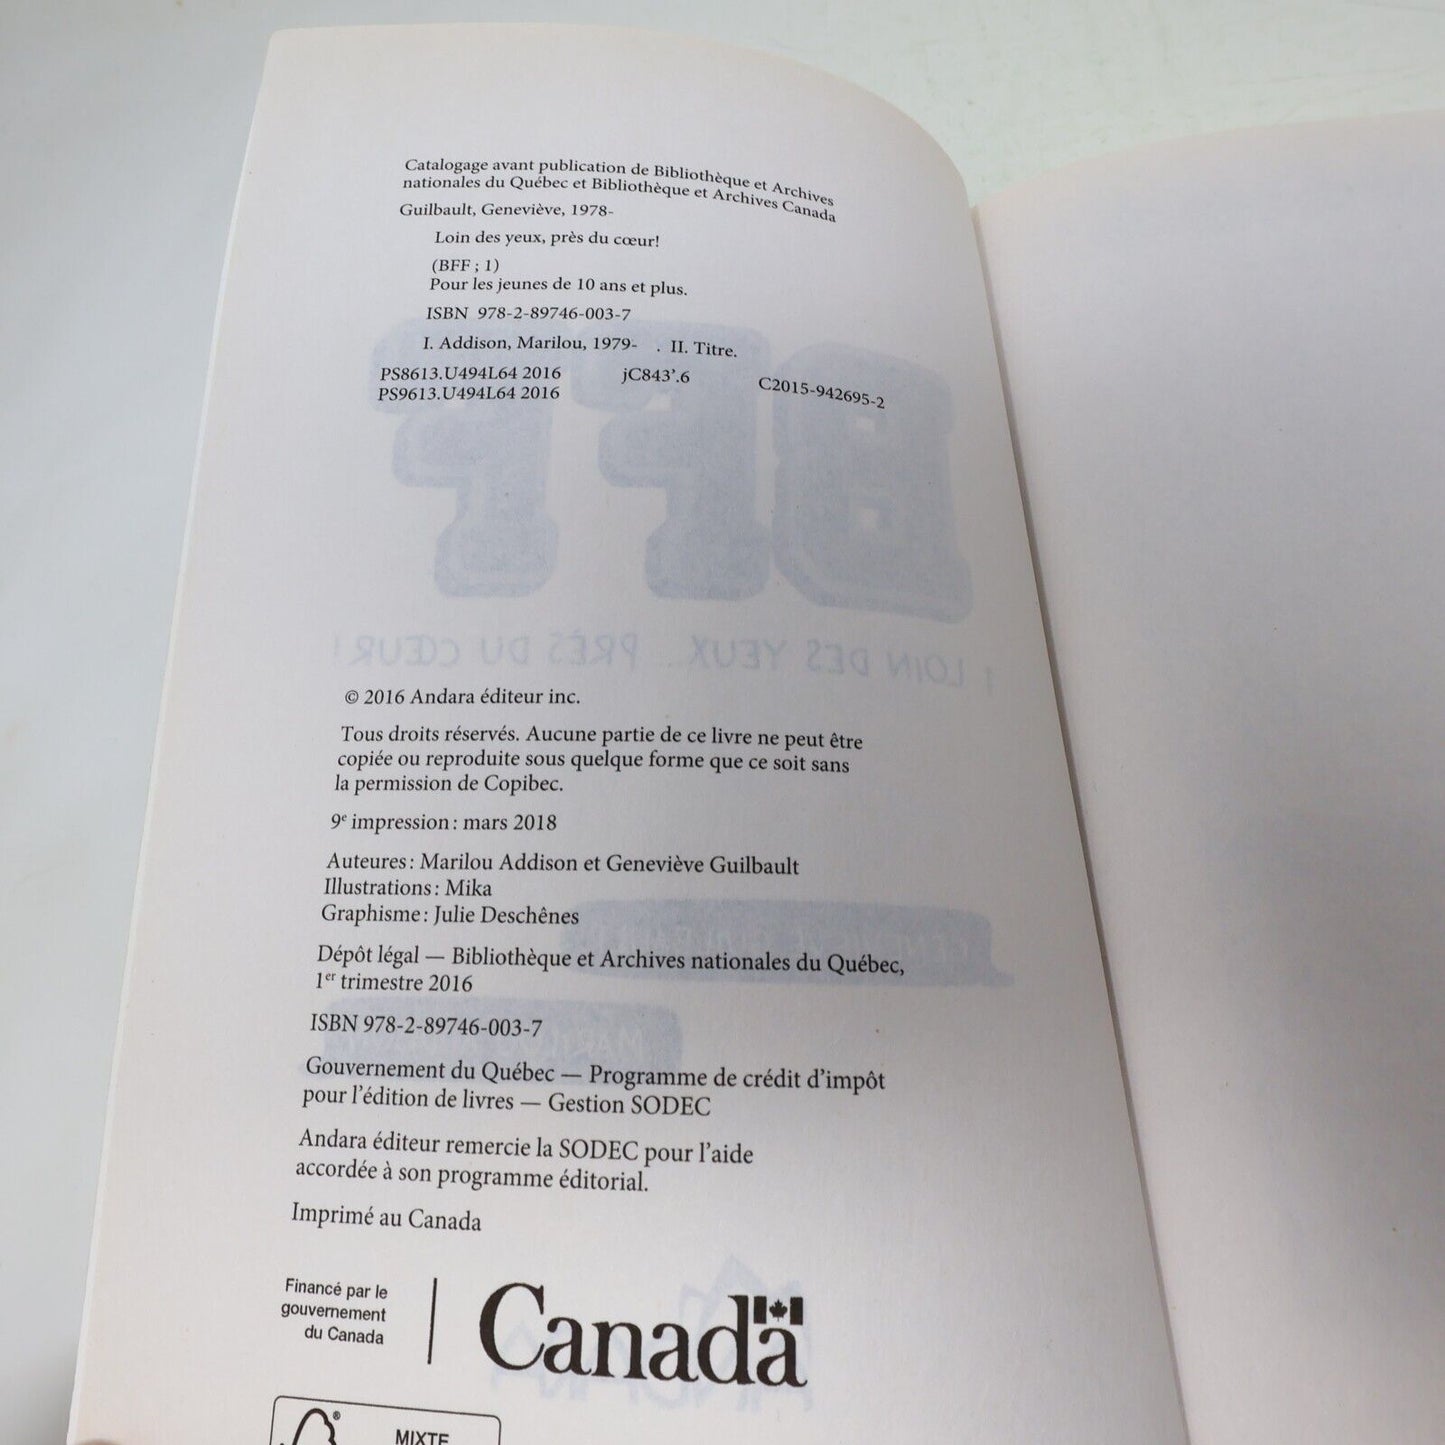 Catalogage avant publication de Bibliothèque et Archives
nationales du Québec et Bibliothèque et Archives Canada
Guilbault, Geneviève, 1978-
Loin des yeux, près du cœur!
(BFF ; 1)
Pour les jeunes de 10 ans et plus.
ISBN 978-2-89746-003-7
I. Addison, Marilou, 1979- . II. Titre.
PS8613.U494L64 2016 jC843'.6 C2015-942695-2
PS9613.U494L64 2016
BFF
1 LOIN DES YEUX... PRÈS DU CŒUR !
© 2016 Andara éditeur inc.
Tous droits réservés. Aucune partie de ce livre ne peut être
copiée ou reproduite sous quelque forme que ce soit sans
la permission de Copibec.
9e impression : mars 2018
Auteures : Marilou Addison et Geneviève Guilbault
Illustrations : Mika
Graphisme : Julie Deschênes
Dépôt légal — Bibliothèque et Archives nationales du Québec,
1er trimestre 2016
ISBN 978-2-89746-003-7
Gouvernement du Québec — Programme de crédit d'impôt
pour l'édition de livres — Gestion SODEC
Andara éditeur remercie la SODEC pour l'aide
accordée à son programme éditorial.
Imprimé au Canada
Financé par le
gouvernement
du Canada
Canada
®
MIXTE